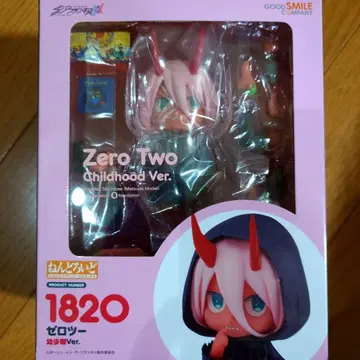 GOOD SMILE
COMPANY
Zero Two
Childhood Ver.
ねんどろいど
PRODUCT NUMBER
1820
ゼロツー
幼少期Ver.